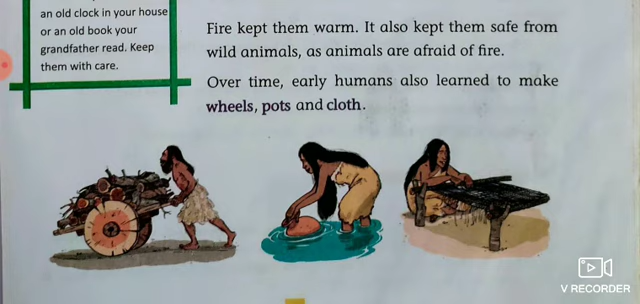 an old clock in your house
or an old book your
grandfather read. Keep
them with care.
Fire kept them warm. It also kept them safe from
wild animals, as animals are afraid of fire.
Over time, early humans also learned to make
wheels, pots and cloth.
V RECORDER